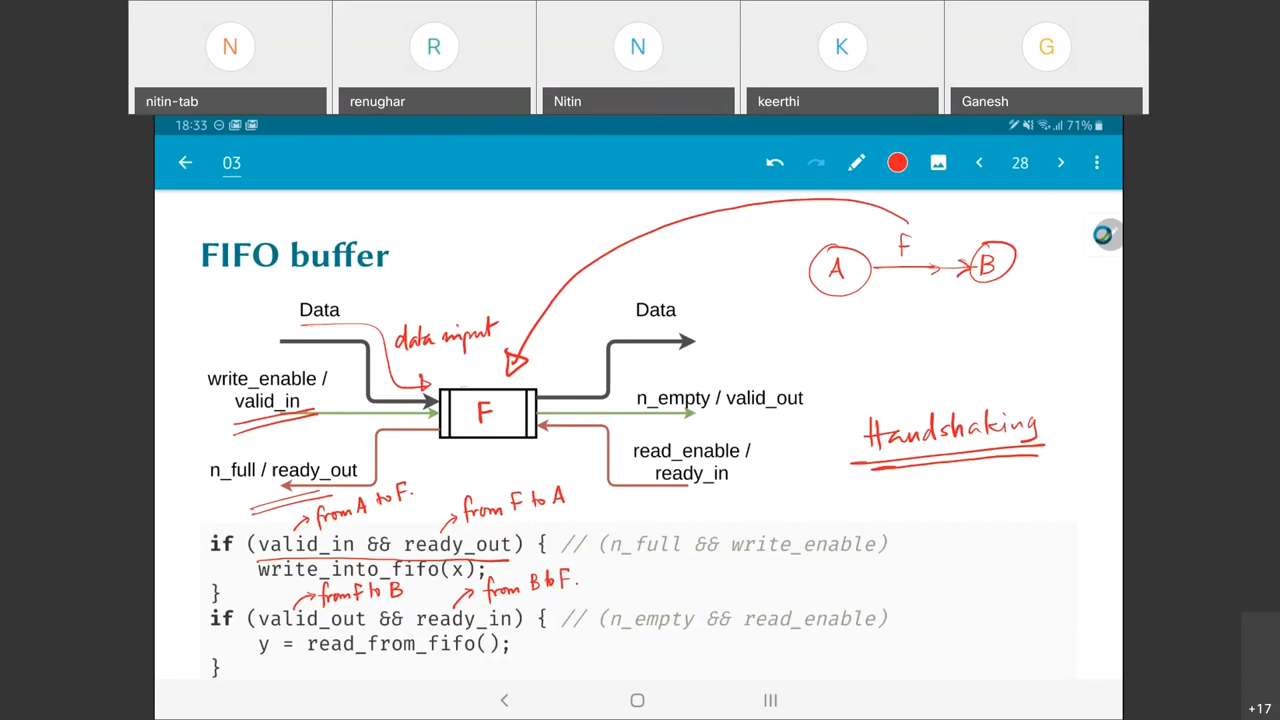 N
R
N
K
G
nitin-tab
renughar
Nitin
keerthi
Ganesh
18:33
71%
03
28
FIFO buffer
F
A
B
Data
data input
Data
write_enable /
valid_in
F
n_empty / valid_out
Handshaking
read_enable /
ready_in
n_full / ready_out
from A to F.
from F to A
if (valid_in && ready_out) { // (n_full && write_enable)
write_into_fifo(x);
}
from F to B
from B to F.
if (valid_out && ready_in) { // (n_empty && read_enable)
y = read_from_fifo();
}
+17